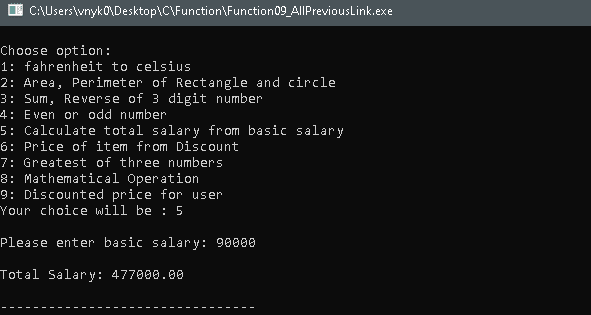 C:\Users\vnyk0\Desktop\C\Function\Function09_AllPreviousLink.exe
Choose option:
1: fahrenheit to celsius
2: Area, Perimeter of Rectangle and circle
3: Sum, Reverse of 3 digit number
4: Even or odd number
5: Calculate total salary from basic salary
6: Price of item from Discount
7: Greatest of three numbers
8: Mathematical Operation
9: Discounted price for user
Your choice will be : 5
Please enter basic salary: 90000
Total Salary: 477000.00
--------------------------------